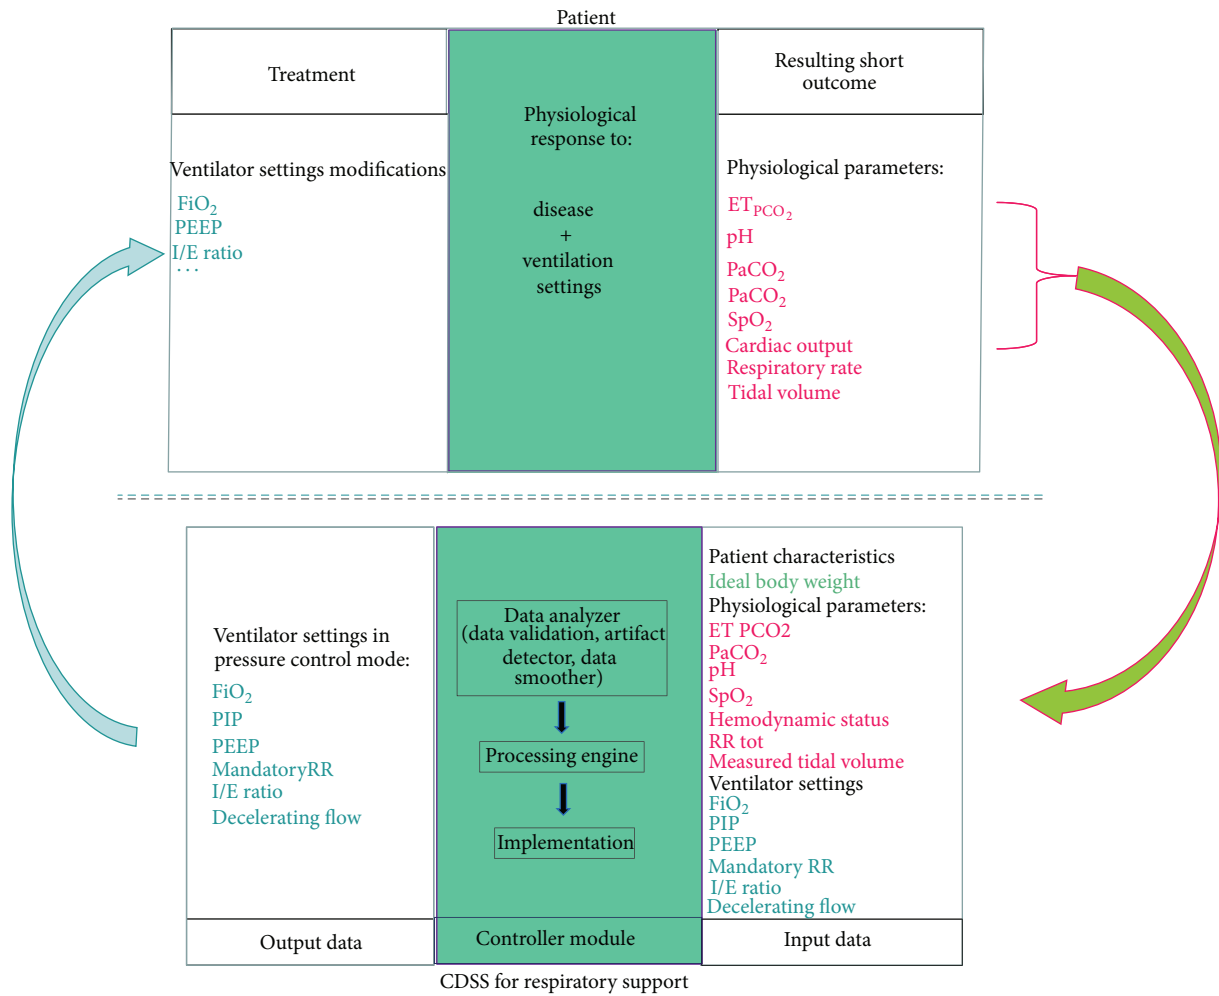 Patient
Treatment
Resulting short
outcome
Physiological
response to:
disease
+
ventilation
settings
Ventilator settings modifications
FiO₂
PEEP
I/E ratio
...
Physiological parameters:
ET_PCO₂
pH
PaCO₂
PaCO₂
SpO₂
Cardiac output
Respiratory rate
Tidal volume
Ventilator settings in
pressure control mode:
FiO₂
PIP
PEEP
MandatoryRR
I/E ratio
Decelerating flow
Output data
Data analyzer
(data validation, artifact
detector, data
smoother)
Processing engine
Implementation
Controller module
Patient characteristics
Ideal body weight
Physiological parameters:
ET PCO2
PaCO₂
pH
SpO₂
Hemodynamic status
RR tot
Measured tidal volume
Ventilator settings
FiO₂
PIP
PEEP
Mandatory RR
I/E ratio
Decelerating flow
Input data
CDSS for respiratory support